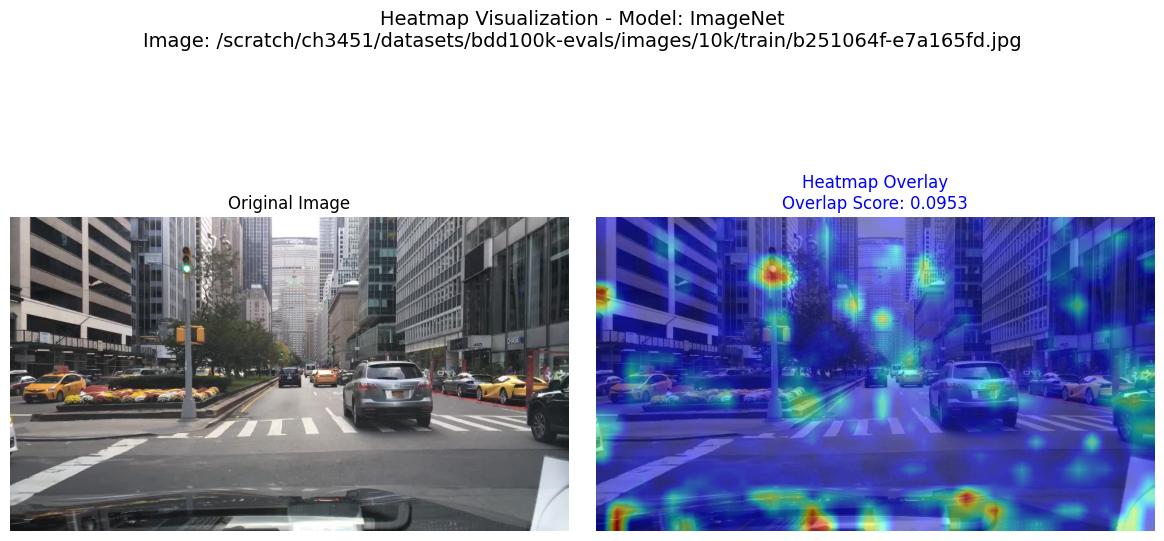 Heatmap Visualization - Model: ImageNet
Image: /scratch/ch3451/datasets/bdd100k-evals/images/10k/train/b251064f-e7a165fd.jpg
Original Image
Heatmap Overlay
Overlap Score: 0.0953